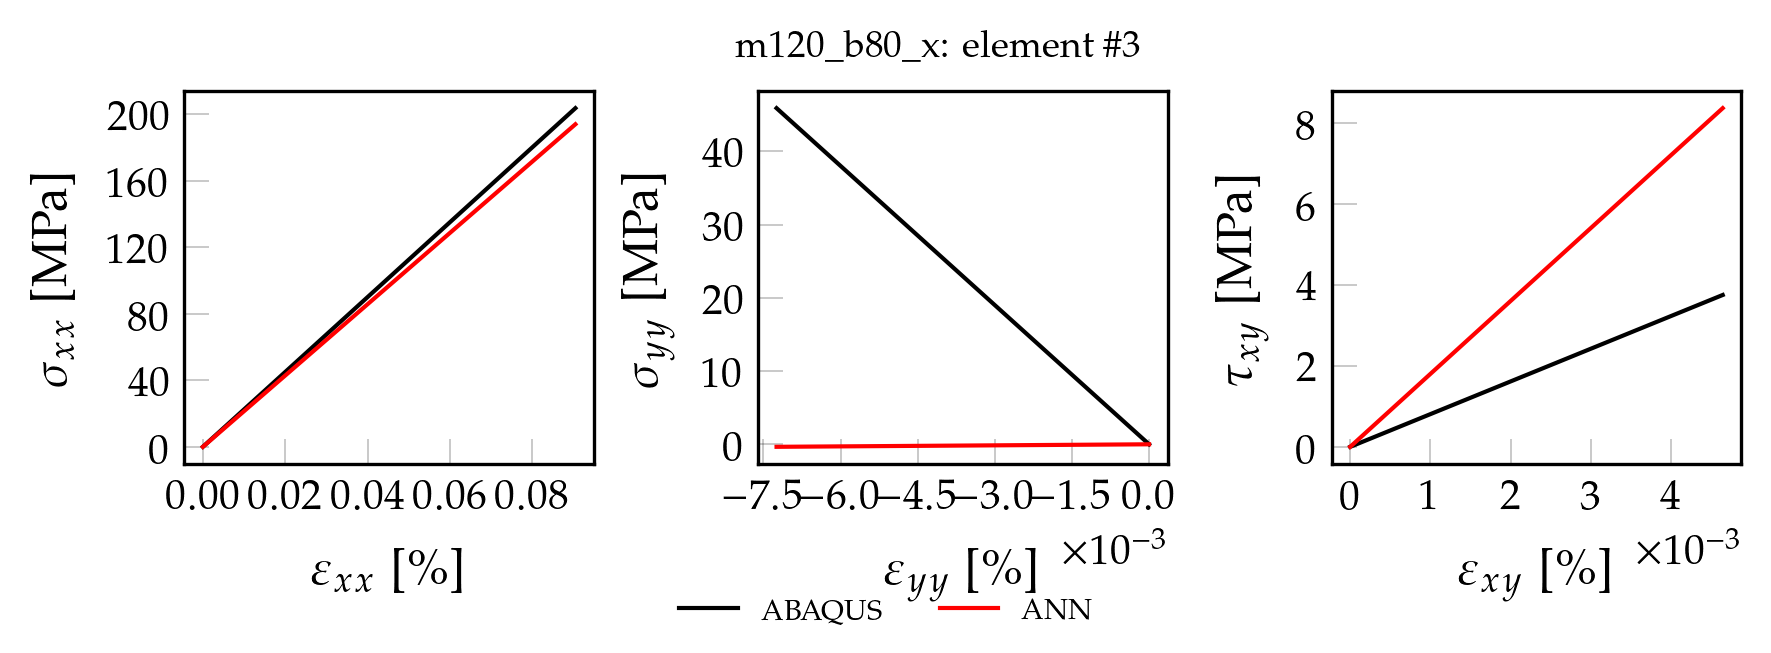 m120_b80_x: element #3
σxx [MPa]
200
160
120
80
40
0
0.00 0.02 0.04 0.06 0.08
εxx [%]
σyy [MPa]
40
30
20
10
0
−7.5 −6.0 −4.5 −3.0 −1.5 0.0
×10−3
εyy [%]
τxy [MPa]
8
6
4
2
0
0 1 2 3 4
×10−3
εxy [%]
ABAQUS ANN